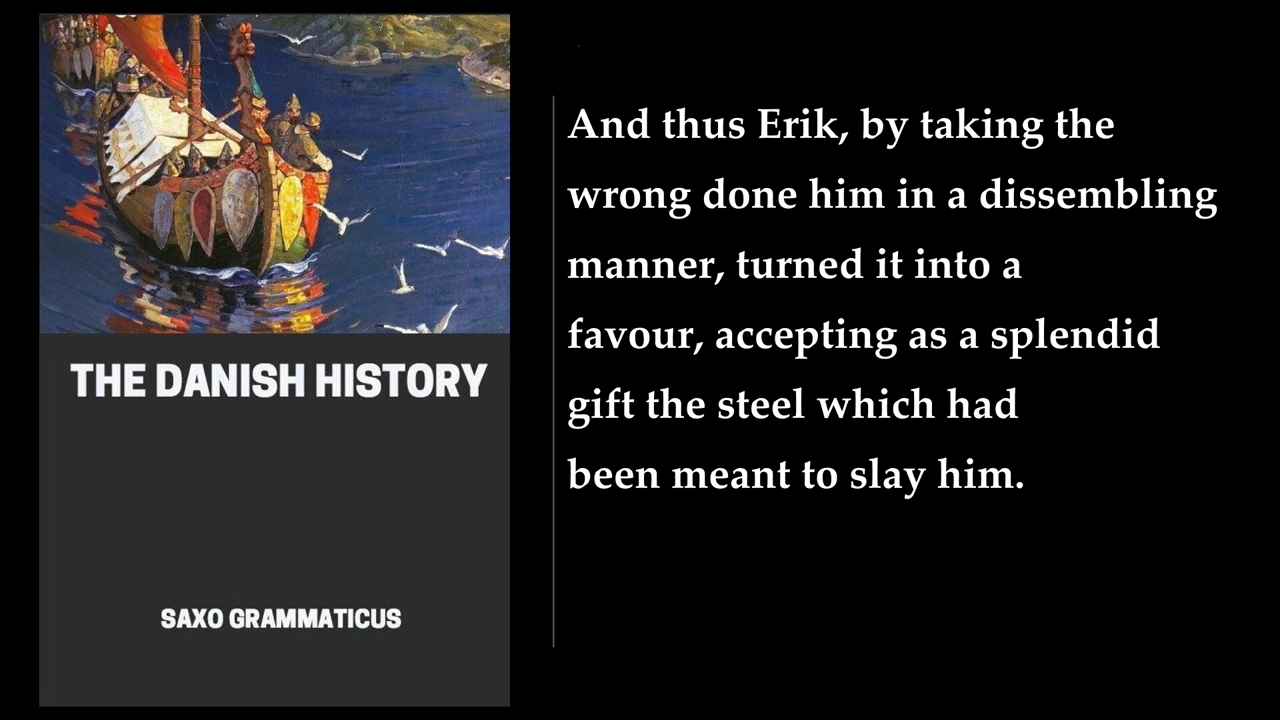 THE DANISH HISTORY
SAXO GRAMMATICUS
And thus Erik, by taking the
wrong done him in a dissembling
manner, turned it into a
favour, accepting as a splendid
gift the steel which had
been meant to slay him.